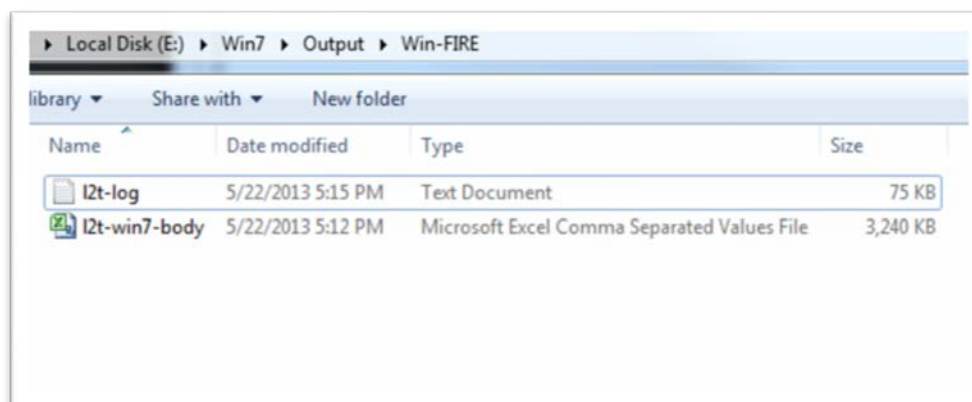 Local Disk (E:) Win7 Output Win-FIRE
library Share with New folder
Name Date modified Type Size
l2t-log 5/22/2013 5:15 PM Text Document 75 KB
l2t-win7-body 5/22/2013 5:12 PM Microsoft Excel Comma Separated Values File 3,240 KB